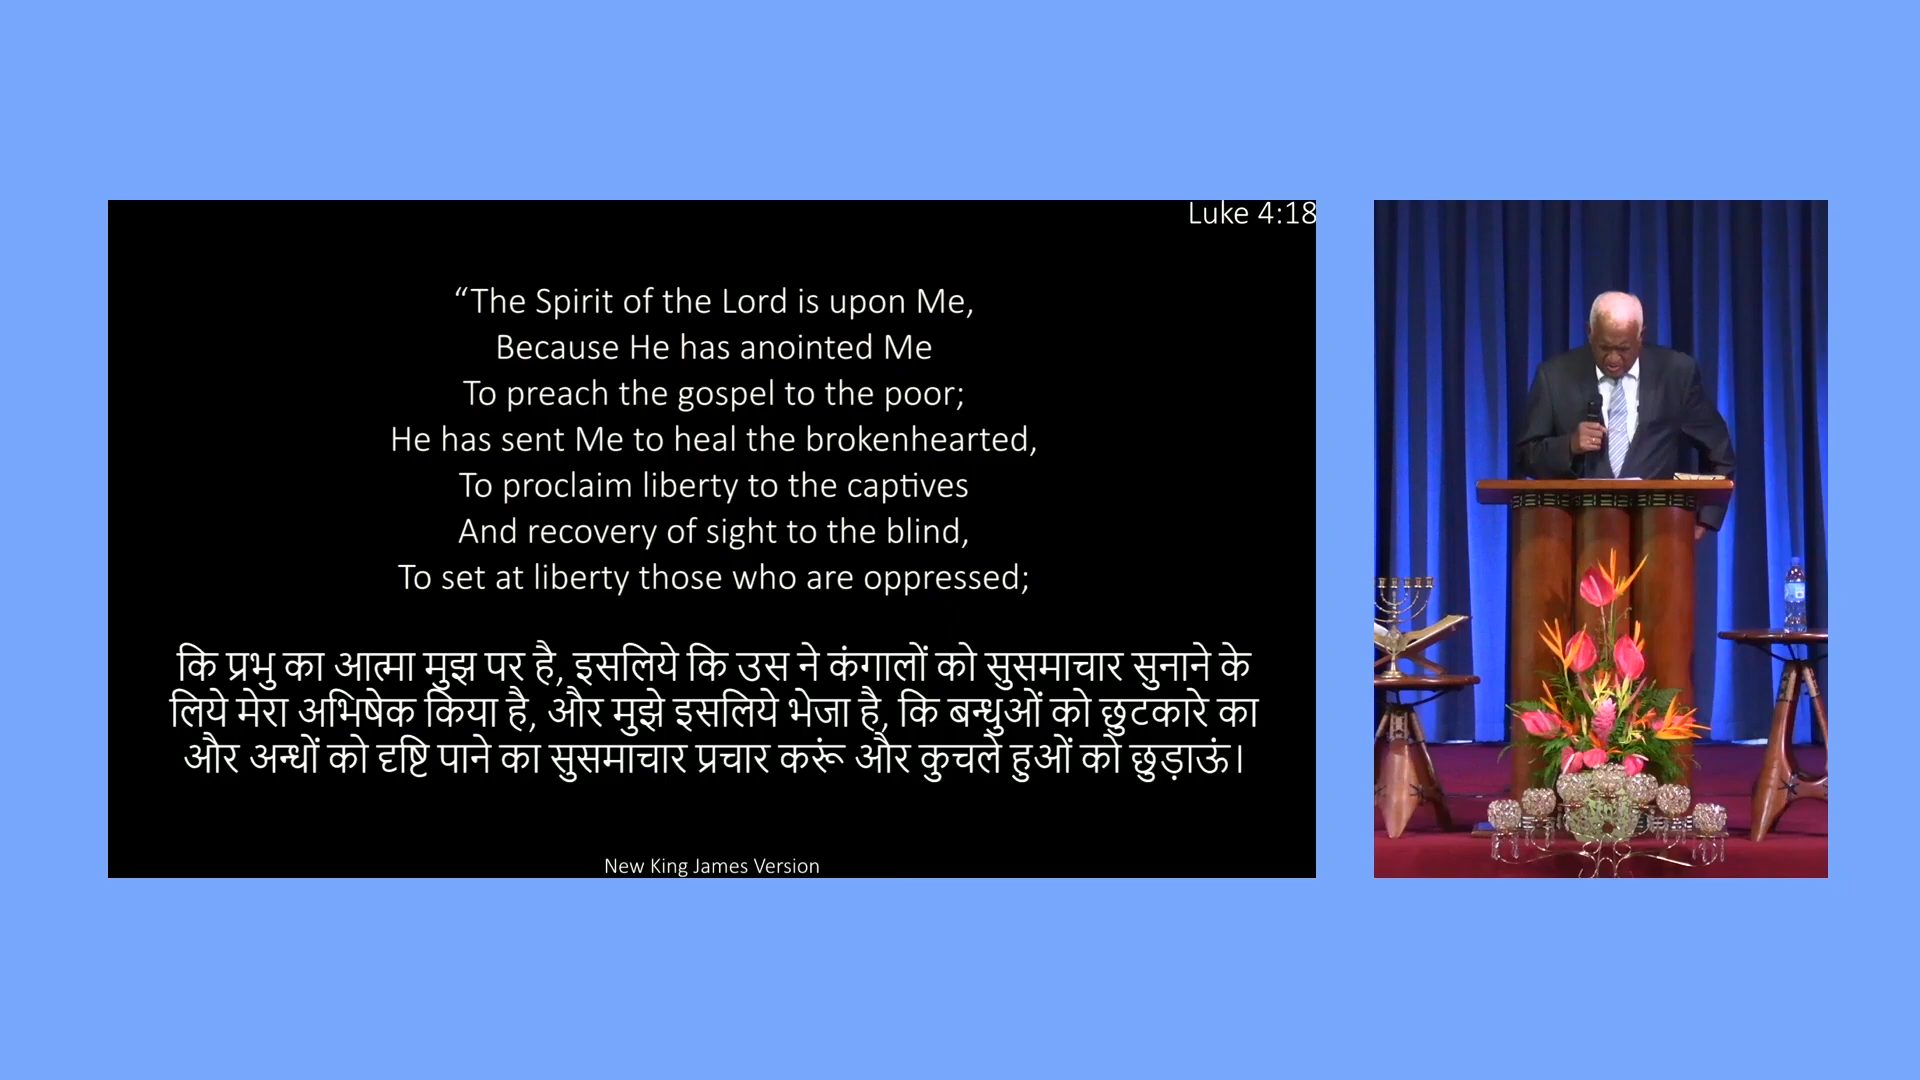 Luke 4:18
“The Spirit of the Lord is upon Me,
Because He has anointed Me
To preach the gospel to the poor;
He has sent Me to heal the brokenhearted,
To proclaim liberty to the captives
And recovery of sight to the blind,
To set at liberty those who are oppressed;
कि प्रभु का आत्मा मुझ पर है, इसलिये कि उस ने कंगालों को सुसमाचार सुनाने के
लिये मेरा अभिषेक किया है, और मुझे इसलिये भेजा है, कि बन्धुओं को छुटकारे का
और अन्धों को दृष्टि पाने का सुसमाचार प्रचार करूं और कुचले हुओं को छुड़ाऊं।
New King James Version